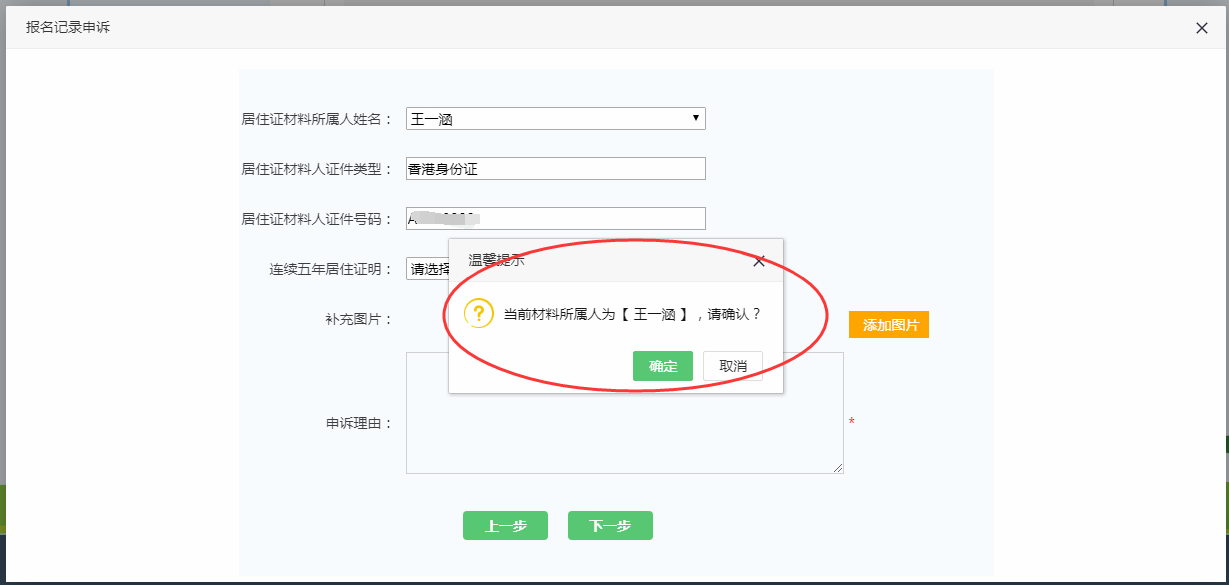 报名记录申诉
居住证材料所属人姓名： 王一涵
居住证材料人证件类型： 香港身份证
居住证材料人证件号码： A
连续五年居住证明： 请选择
温馨提示
当前材料所属人为【 王一涵 】，请确认？
补充图片：
添加图片
确定 取消
申诉理由： *
上一步 下一步